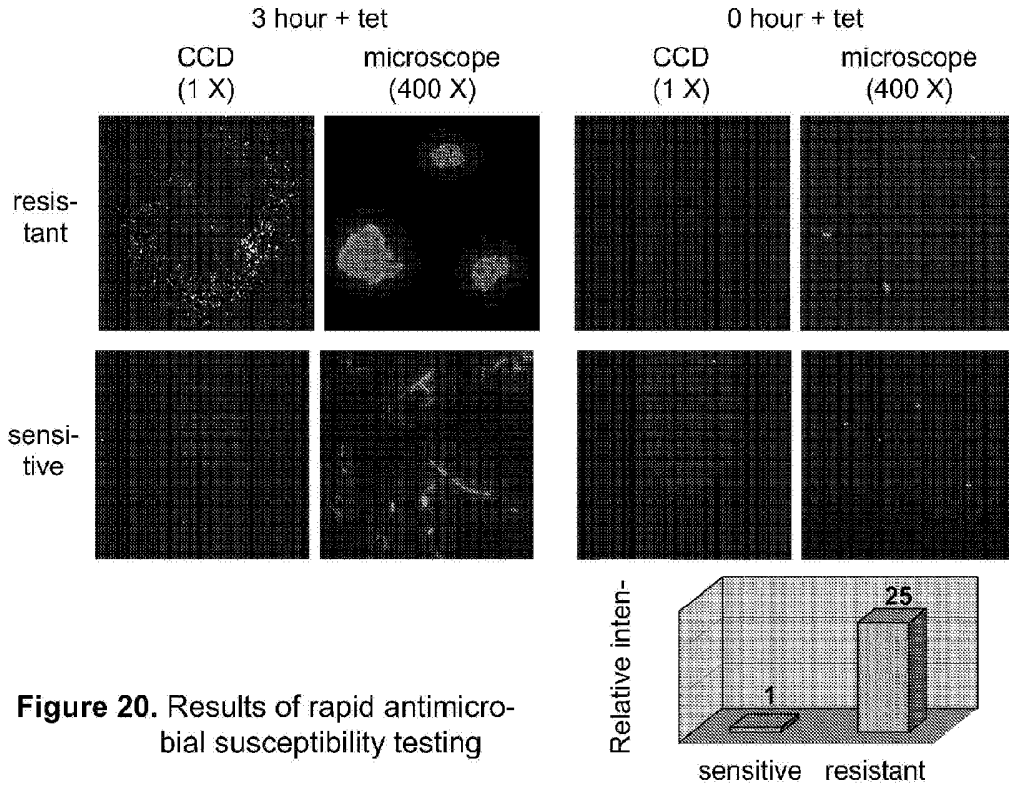 3 hour + tet
0 hour + tet
CCD
(1 X)
microscope
(400 X)
CCD
(1 X)
microscope
(400 X)
resis-
tant
sensi-
tive
Relative inten-
1
25
sensitive
resistant
Figure 20. Results of rapid antimicro-
bial susceptibility testing